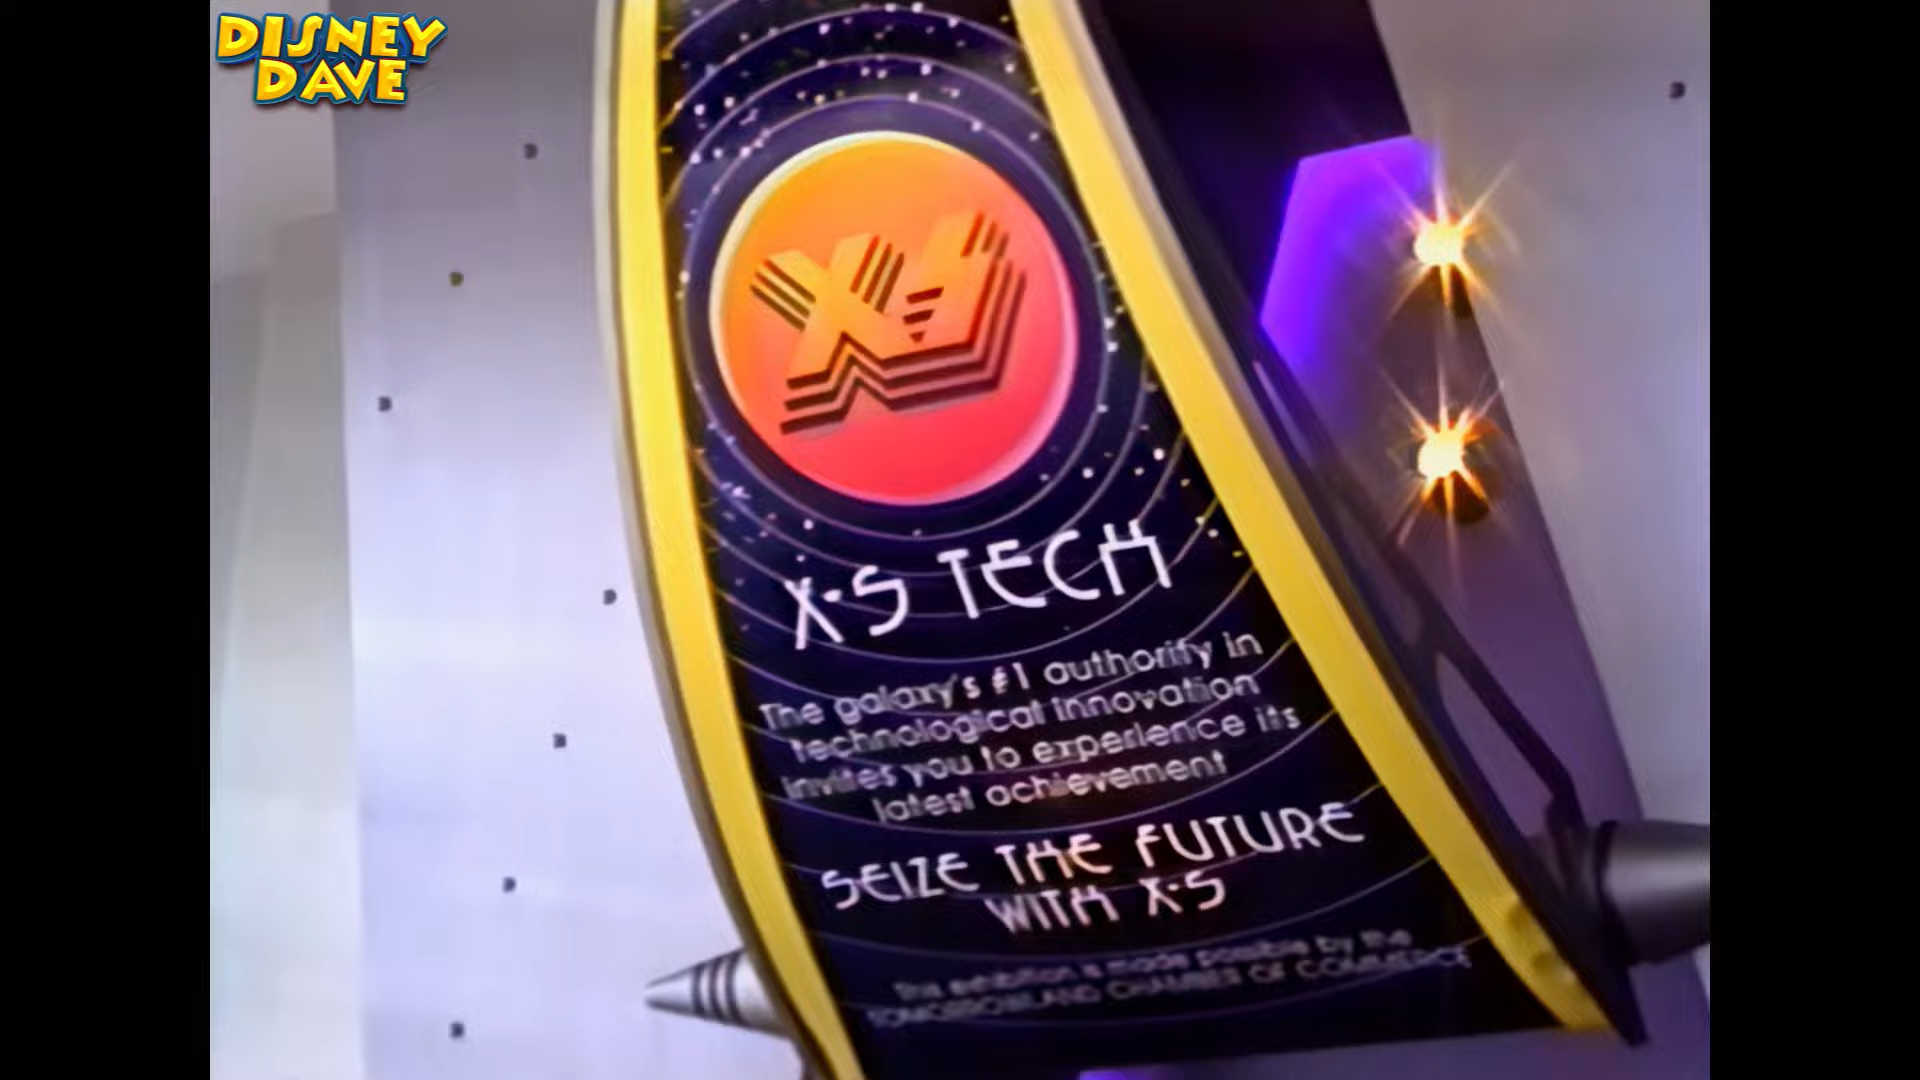 DISNEY
DAVE
XS
X·S TECH
The galaxy's #1 authority in
technological innovation
invites you to experience its
latest achievement
SEIZE THE FUTURE
WITH X·S
This exhibition is made possible by the
TOMORROWLAND CHAMBER OF COMMERCE